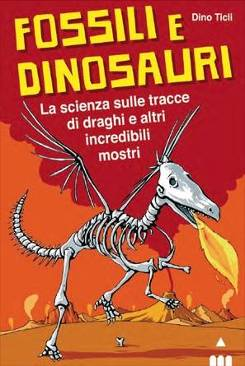 Dino Ticli
FOSSILI E
DINOSAURI
La scienza sulle tracce
di draghi e altri
incredibili
mostri